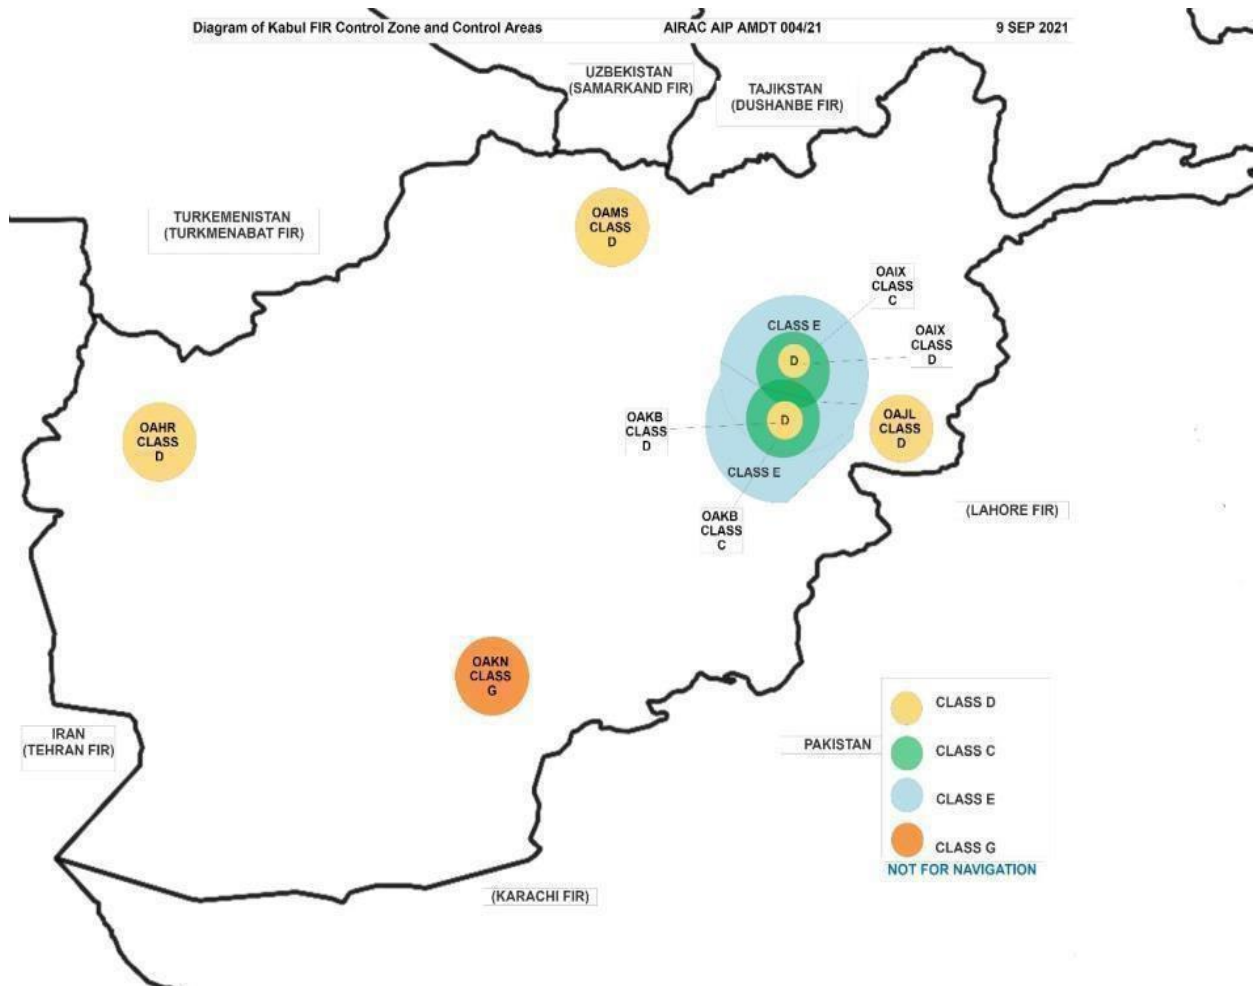 Diagram of Kabul FIR Control Zone and Control Areas
AIRAC AIP AMDT 004/21
9 SEP 2021
UZBEKISTAN
(SAMARKAND FIR)
TAJIKSTAN
(DUSHANBE FIR)
TURKEMENISTAN
(TURKMENABAT FIR)
OAMS
CLASS
D
OAIX
CLASS
C
CLASS E
OAIX
CLASS
D
D
OAHR
CLASS
D
OAKB
CLASS
D
D
OAJL
CLASS
D
CLASS E
OAKB
CLASS
C
(LAHORE FIR)
OAKN
CLASS
G
IRAN
(TEHRAN FIR)
PAKISTAN
CLASS D
CLASS C
CLASS E
CLASS G
NOT FOR NAVIGATION
(KARACHI FIR)